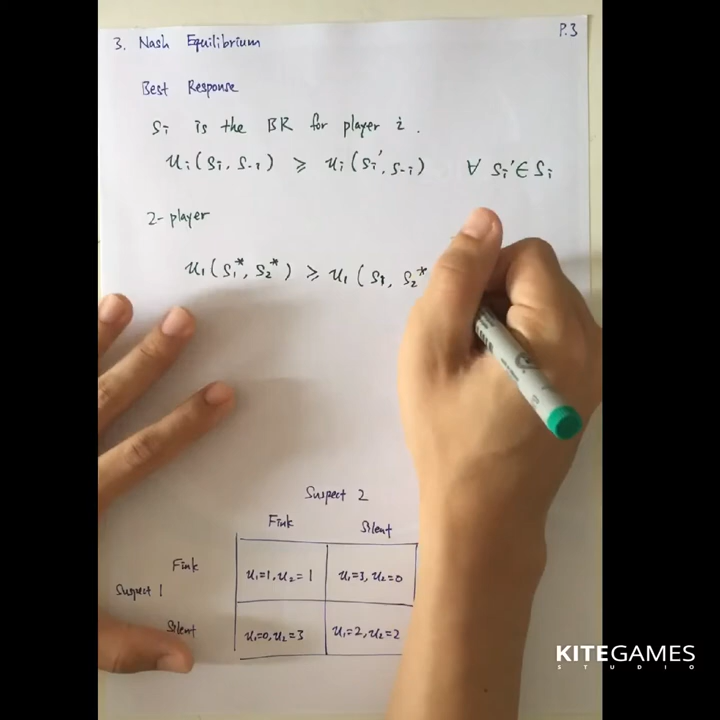 P.3
3. Nash Equilibrium
Best Response
Si is the BR for player i.
ui(si, s-i) ≥ ui(si', s-i) ∀ si' ∈ Si
2-player
u1(s1*, s2*) ≥ u1(s1, s2*
Suspect 2
Fink Silent
Fink u1=1, u2=1 u1=3, u2=0
Suspect 1
Silent u1=0, u2=3 u1=2, u2=2
KITEGAMES
STUDIO